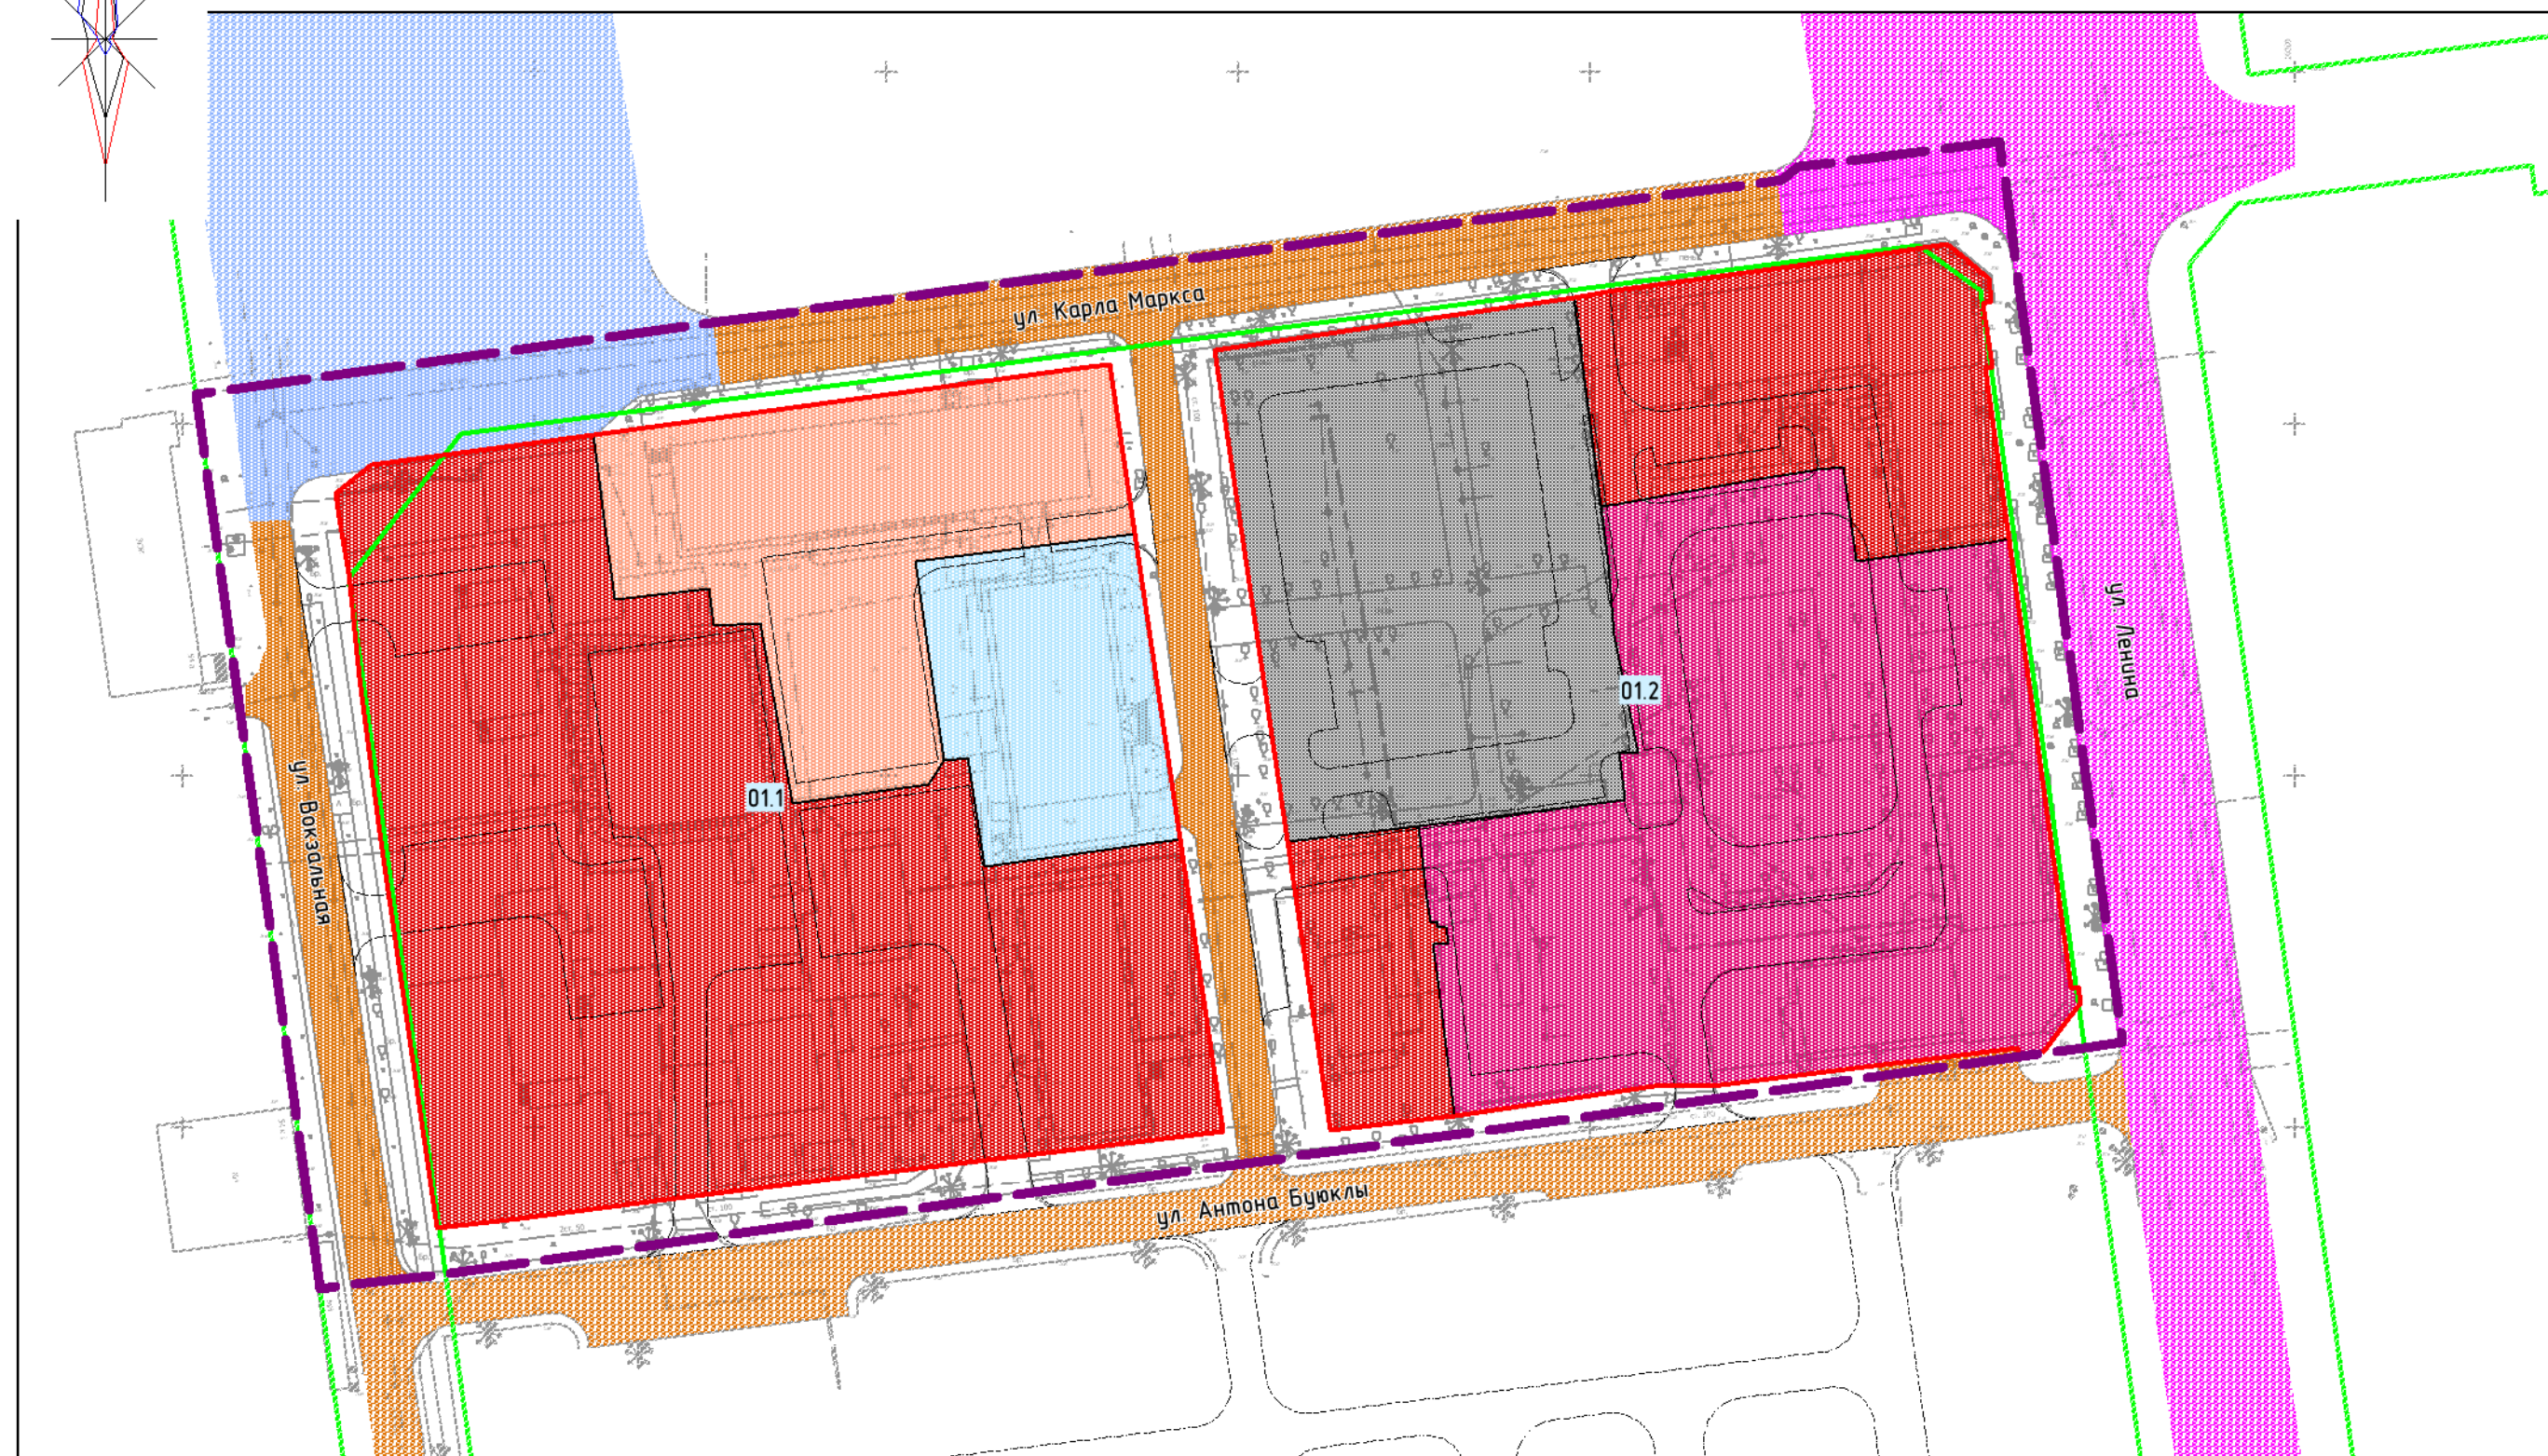 ул. Карла Маркса
ул. Ленина
01.2
01.1
ул. Вокзальная
ул. Антона Буюклы